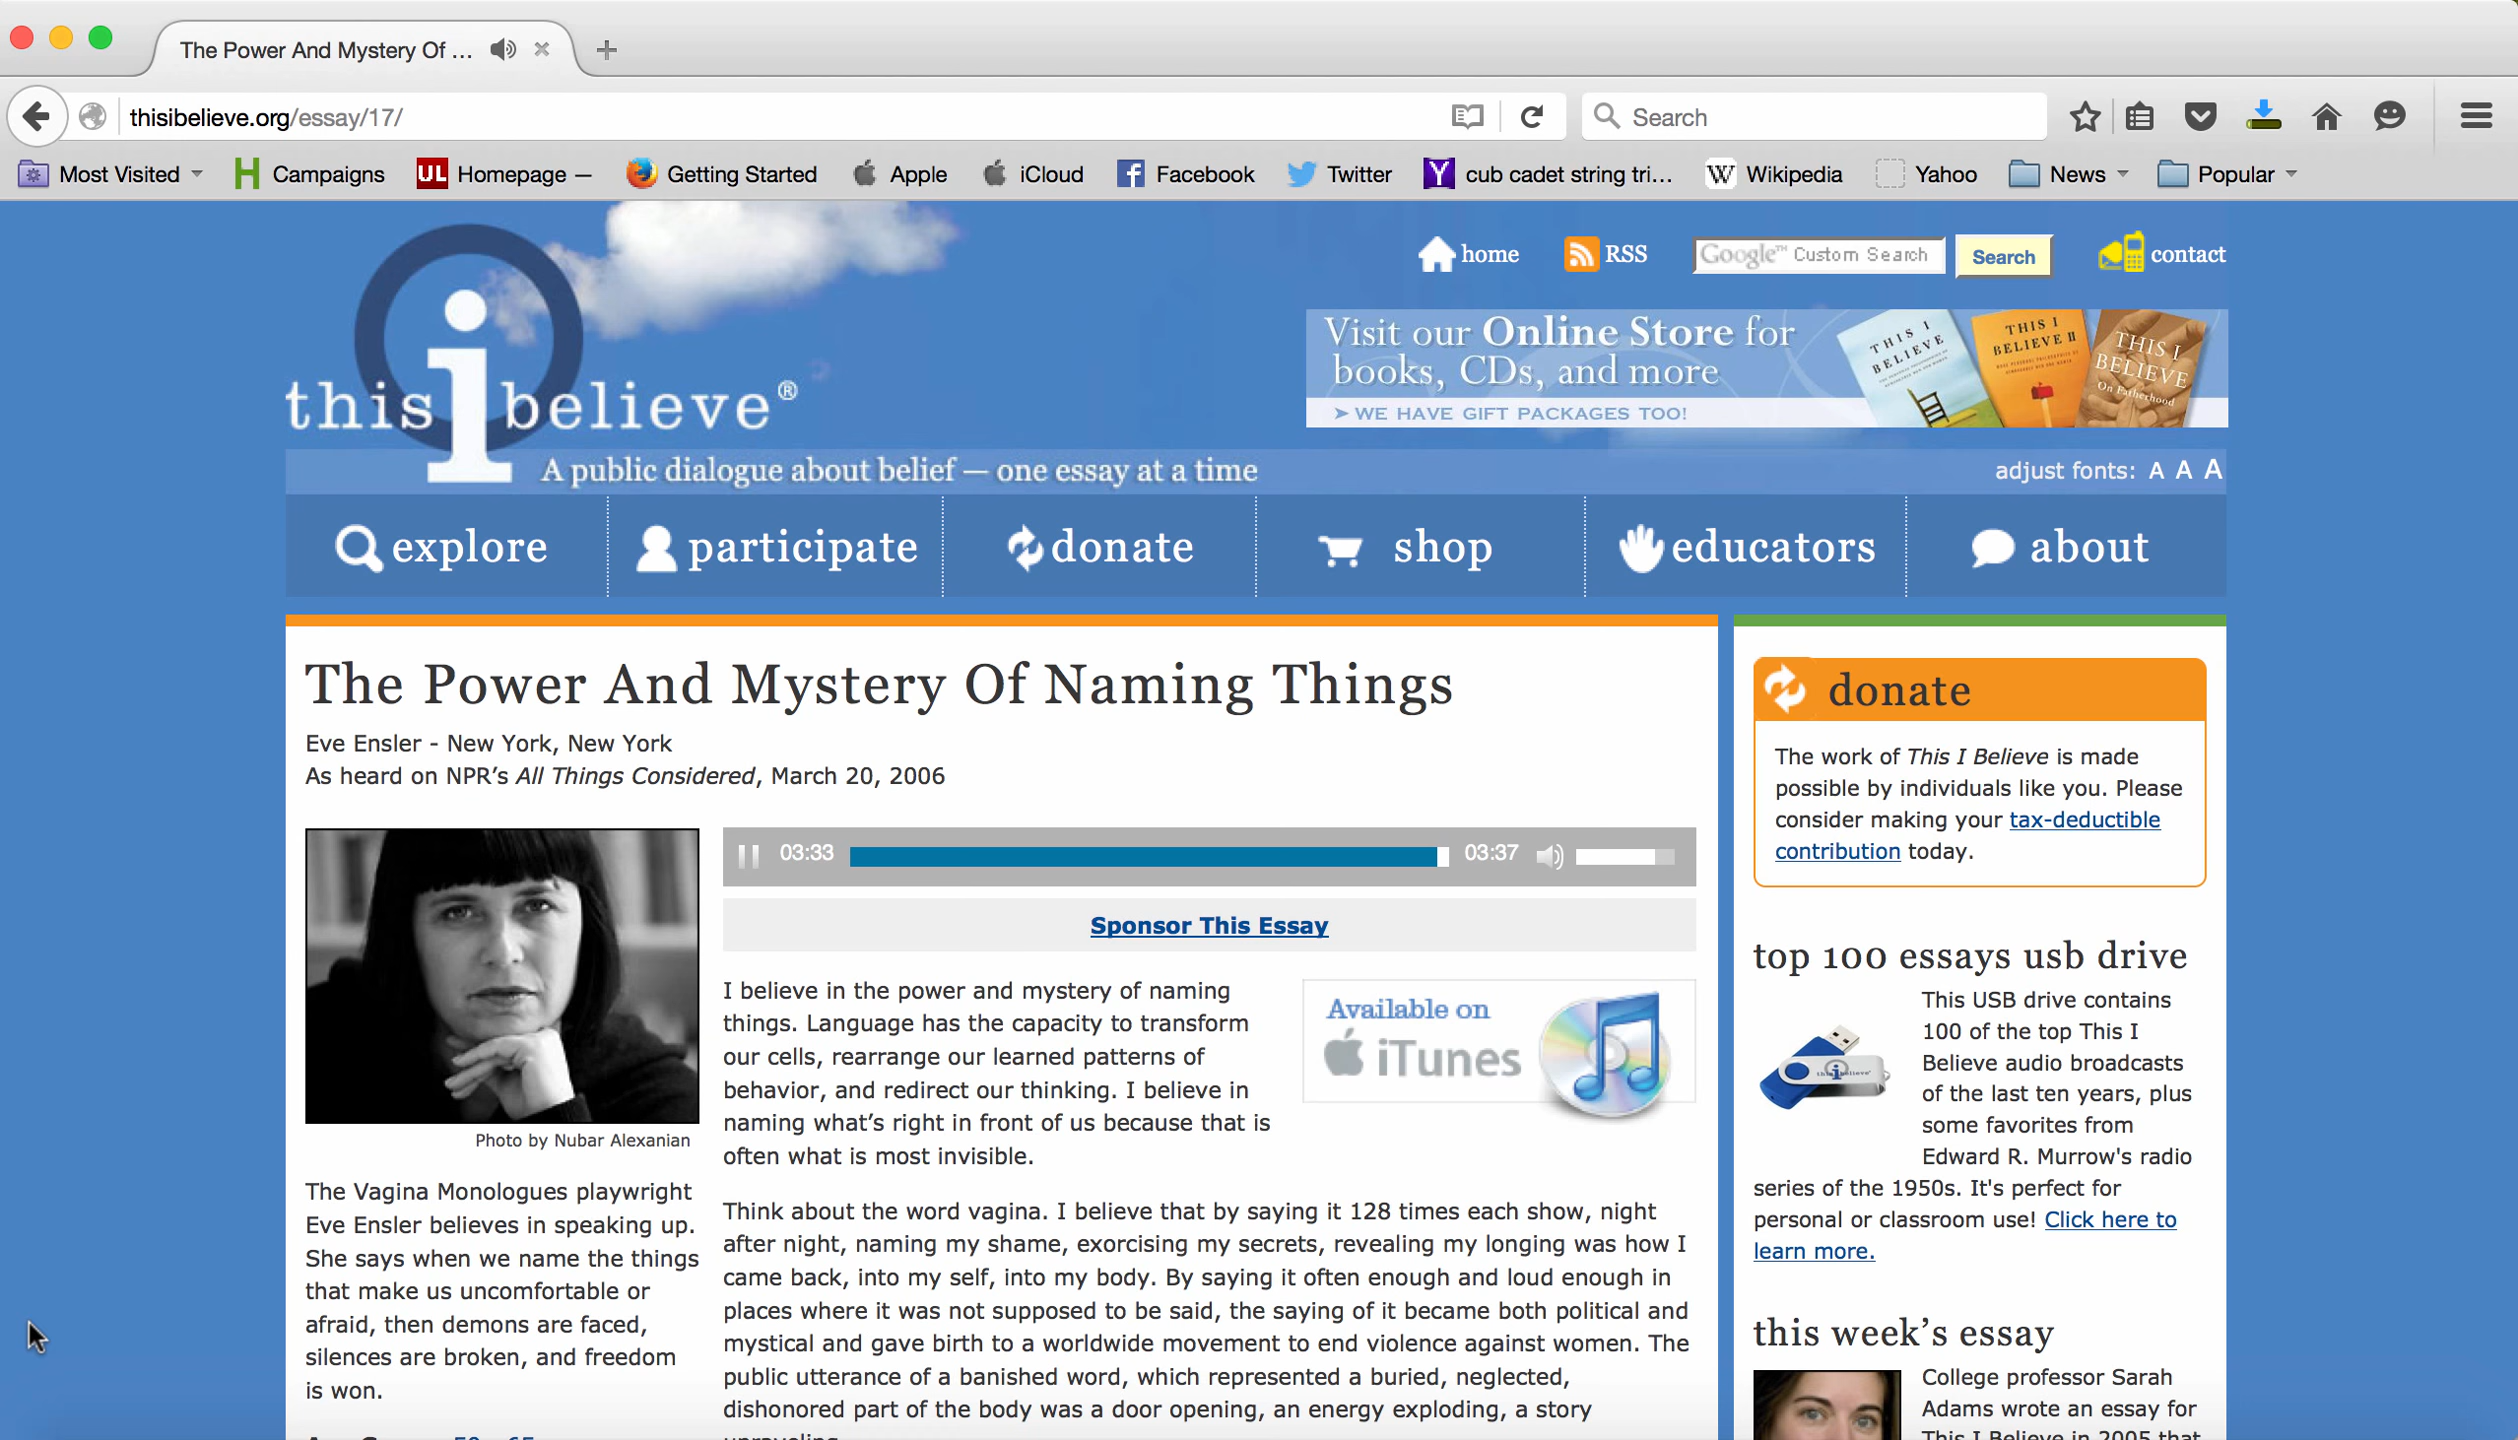 The Power And Mystery Of ...
thisibelieve.org/essay/17/
Search
Most Visited
Campaigns
UL Homepage —
Getting Started
Apple
iCloud
Facebook
Twitter
cub cadet string tri...
W Wikipedia
Yahoo
News
Popular
home
RSS
Google™ Custom Search
Search
contact
Visit our Online Store for
books, CDs, and more
➤ WE HAVE GIFT PACKAGES TOO!
THIS I BELIEVE
THIS I BELIEVE II
THIS I BELIEVE On Fatherhood
this i believe®
A public dialogue about belief — one essay at a time
adjust fonts: A A A
explore
participate
donate
shop
educators
about
The Power And Mystery Of Naming Things
Eve Ensler - New York, New York
As heard on NPR’s All Things Considered, March 20, 2006
03:33
03:37
Sponsor This Essay
Photo by Nubar Alexanian
The Vagina Monologues playwright
Eve Ensler believes in speaking up.
She says when we name the things
that make us uncomfortable or
afraid, then demons are faced,
silences are broken, and freedom
is won.
I believe in the power and mystery of naming
things. Language has the capacity to transform
our cells, rearrange our learned patterns of
behavior, and redirect our thinking. I believe in
naming what’s right in front of us because that is
often what is most invisible.
Available on
iTunes
Think about the word vagina. I believe that by saying it 128 times each show, night
after night, naming my shame, exorcising my secrets, revealing my longing was how I
came back, into my self, into my body. By saying it often enough and loud enough in
places where it was not supposed to be said, the saying of it became both political and
mystical and gave birth to a worldwide movement to end violence against women. The
public utterance of a banished word, which represented a buried, neglected,
dishonored part of the body was a door opening, an energy exploding, a story
donate
The work of This I Believe is made
possible by individuals like you. Please
consider making your tax-deductible
contribution today.
top 100 essays usb drive
This USB drive contains
100 of the top This I
Believe audio broadcasts
of the last ten years, plus
some favorites from
Edward R. Murrow's radio
series of the 1950s. It's perfect for
personal or classroom use! Click here to
learn more.
this week’s essay
College professor Sarah
Adams wrote an essay for
This I Believe in 2005 that